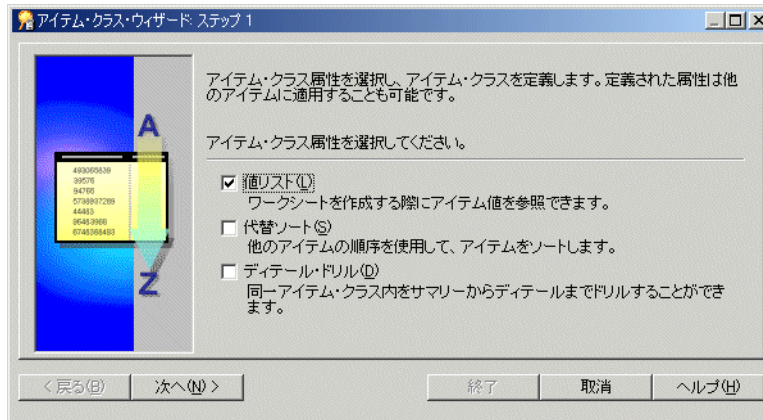 アイテム・クラス・ウィザード: ステップ 1
アイテム・クラス属性を選択し、アイテム・クラスを定義します。定義された属性は他
のアイテムに適用することも可能です。
アイテム・クラス属性を選択してください。
A
Z
値リスト(L)
ワークシートを作成する際にアイテム値を参照できます。
代替ソート(S)
他のアイテムの順序を使用して、アイテムをソートします。
ディテール・ドリル(D)
同一アイテム・クラス内をサマリーからディテールまでドリルすることができ
ます。
39576
94766
44483
< 戻る(B)
次へ(N) >
終了
取消
ヘルプ(H)